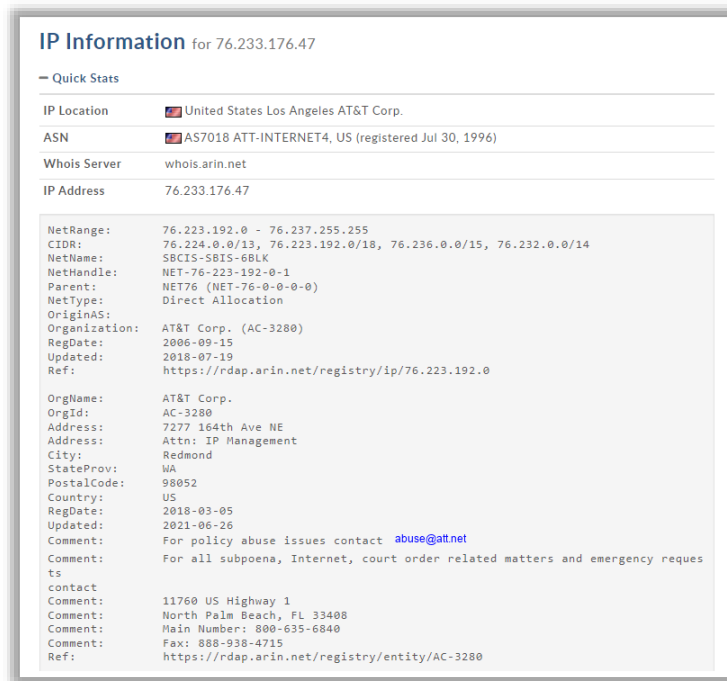 IP Information for 76.233.176.47
– Quick Stats
IP Location United States Los Angeles AT&T Corp.
ASN AS7018 ATT-INTERNET4, US (registered Jul 30, 1996)
Whois Server whois.arin.net
IP Address 76.233.176.47
NetRange: 76.223.192.0 - 76.237.255.255
CIDR: 76.224.0.0/13, 76.223.192.0/18, 76.236.0.0/15, 76.232.0.0/14
NetName: SBCIS-SBIS-6BLK
NetHandle: NET-76-223-192-0-1
Parent: NET76 (NET-76-0-0-0-0)
NetType: Direct Allocation
OriginAS:
Organization: AT&T Corp. (AC-3280)
RegDate: 2006-09-15
Updated: 2018-07-19
Ref: https://rdap.arin.net/registry/ip/76.223.192.0
OrgName: AT&T Corp.
OrgId: AC-3280
Address: 7277 164th Ave NE
Address: Attn: IP Management
City: Redmond
StateProv: WA
PostalCode: 98052
Country: US
RegDate: 2018-03-05
Updated: 2021-06-26
Comment: For policy abuse issues contact abuse@att.net
Comment: For all subpoena, Internet, court order related matters and emergency reques
ts
contact
Comment: 11760 US Highway 1
Comment: North Palm Beach, FL 33408
Comment: Main Number: 800-635-6840
Comment: Fax: 888-938-4715
Ref: https://rdap.arin.net/registry/entity/AC-3280